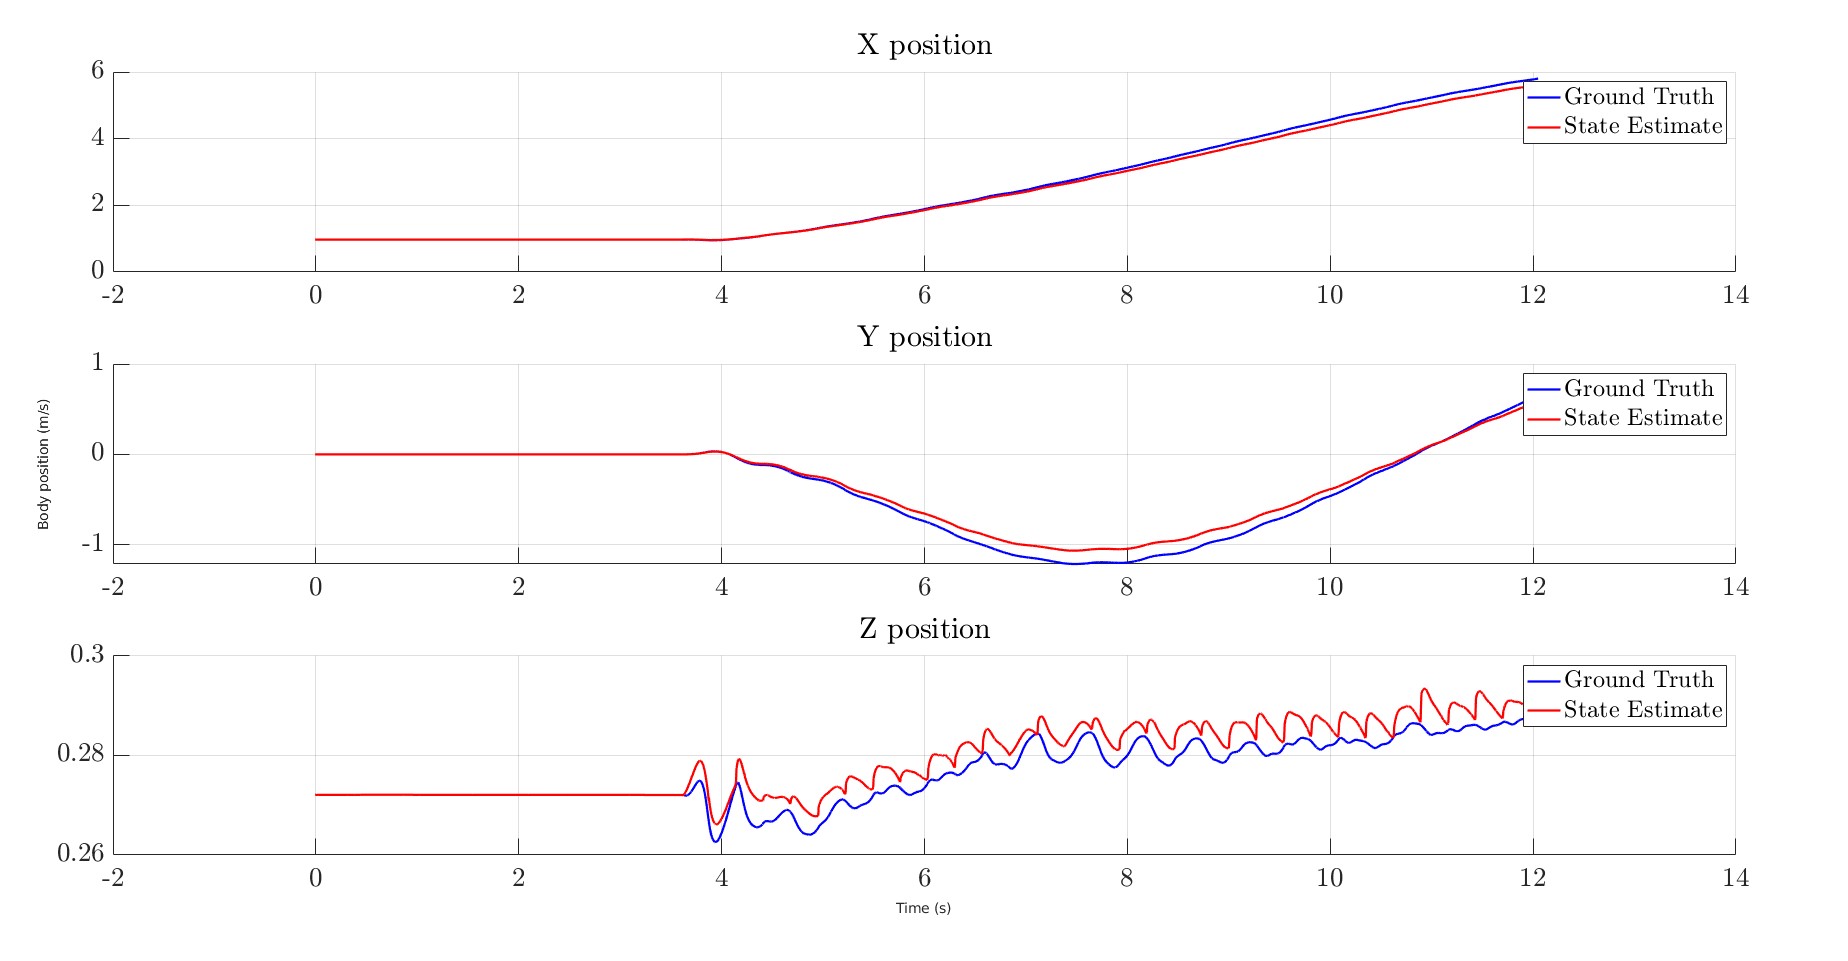 X position
6
4
2
0
-2 0 2 4 6 8 10 12 14
Ground Truth
State Estimate
Y position
1
0
-1
-2 0 2 4 6 8 10 12 14
Ground Truth
State Estimate
Body position (m/s)
Z position
0.3
0.28
0.26
-2 0 2 4 6 8 10 12 14
Ground Truth
State Estimate
Time (s)